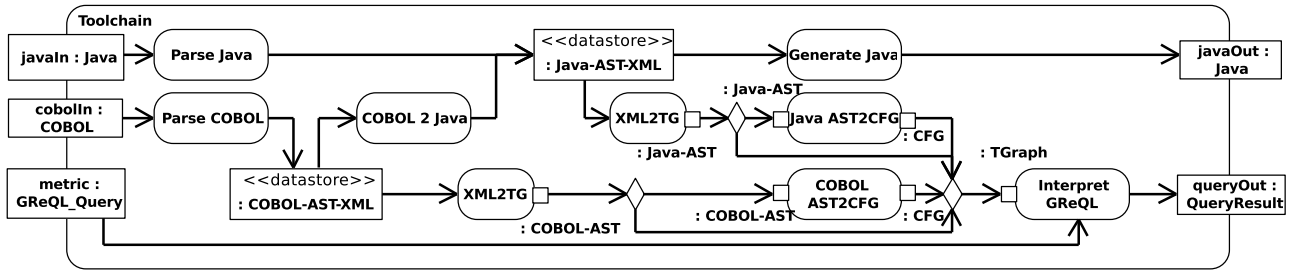 Toolchain
javaIn : Java
Parse Java
<<datastore>>
: Java-AST-XML
Generate Java
javaOut :
Java
cobolIn :
COBOL
Parse COBOL
COBOL 2 Java
XML2TG
: Java-AST
: Java-AST
Java AST2CFG
: CFG
: TGraph
metric :
GReQL_Query
<<datastore>>
: COBOL-AST-XML
XML2TG
: COBOL-AST
: COBOL-AST
COBOL
AST2CFG
: CFG
Interpret
GReQL
queryOut :
QueryResult